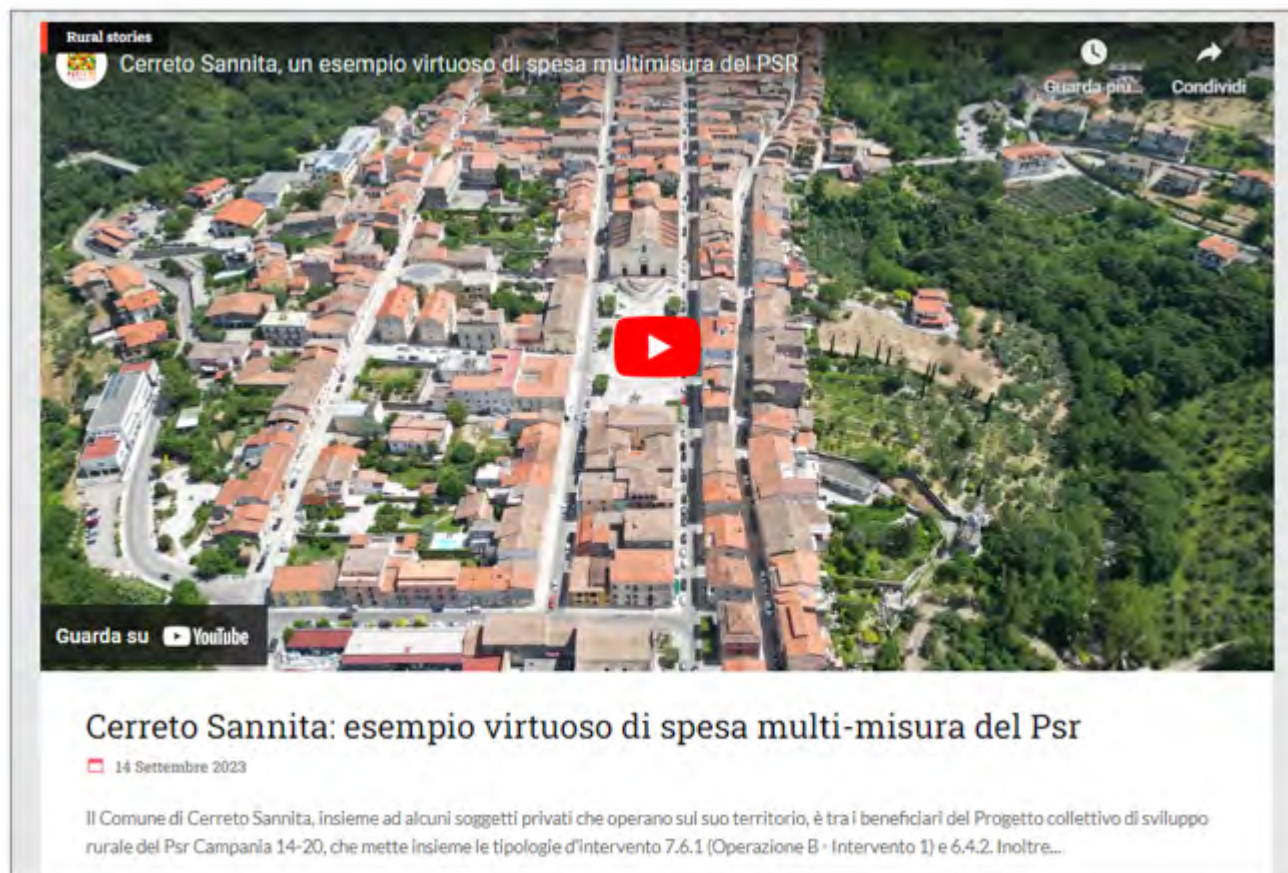 Rural stories
Cerreto Sannita, un esempio virtuoso di spesa multimisura del PSR
Guarda più...
Condividi
Guarda su YouTube
Cerreto Sannita: esempio virtuoso di spesa multi-misura del Psr
14 Settembre 2023
Il Comune di Cerreto Sannita, insieme ad alcuni soggetti privati che operano sul suo territorio, è tra i beneficiari del Progetto collettivo di sviluppo
rurale del Psr Campania 14-20, che mette insieme le tipologie d'intervento 7.6.1 (Operazione B - Intervento 1) e 6.4.2. Inoltre...